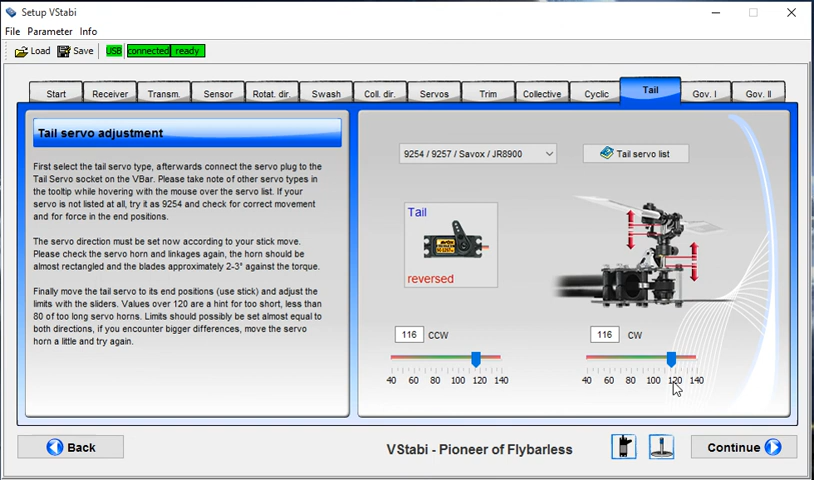 Setup VStabi
File Parameter Info
Load Save USB connected ready
Start Receiver Transm. Sensor Rotat. dir. Swash Coll. dir. Servos Trim Collective Cyclic Tail Gov. I Gov. II
Tail servo adjustment
First select the tail servo type, afterwards connect the servo plug to the
Tail Servo socket on the VBar. Please take note of other servo types in
the tooltip while hovering with the mouse over the servo list. If your
servo is not listed at all, try it as 9254 and check for correct movement
and for force in the end positions.
The servo direction must be set now according to your stick move.
Please check the servo horn and linkages again, the horn should be
almost rectangled and the blades approximately 2-3° against the torque.
Finally move the tail servo to its end positions (use stick) and adjust the
limits with the sliders. Values over 120 are a hint for too short, less than
80 of too long servo horns. Limits should possibly be set almost equal to
both directions, if you encounter bigger differences, move the servo
horn a little and try again.
9254 / 9257 / Savox / JR8900
Tail servo list
Tail
reversed
116 CCW
40 60 80 100 120 140
116 CW
40 60 80 100 120 140
Back
VStabi - Pioneer of Flybarless
Continue